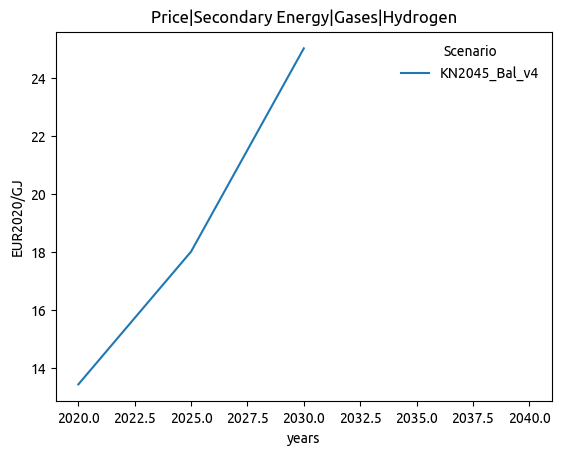 Price|Secondary Energy|Gases|Hydrogen
Scenario
KN2045_Bal_v4
EUR2020/GJ
24
22
20
18
16
14
2020.0 2022.5 2025.0 2027.5 2030.0 2032.5 2035.0 2037.5 2040.0
years